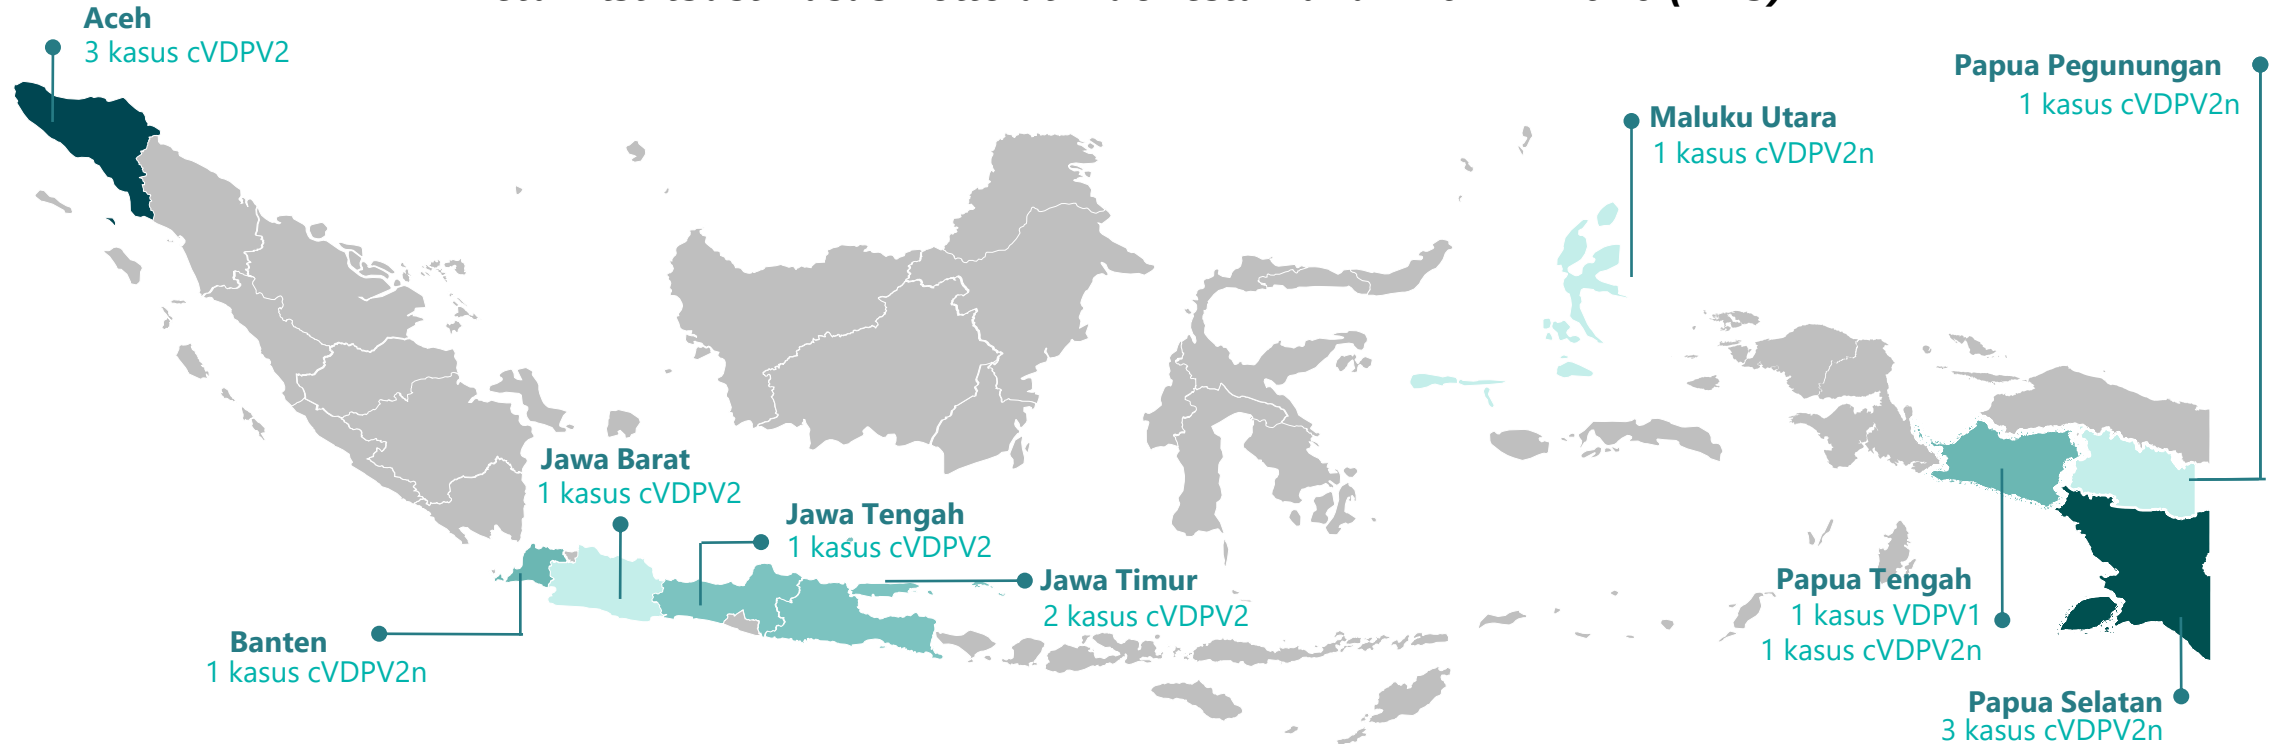 Aceh
3 kasus cVDPV2
Papua Pegunungan
1 kasus cVDPV2n
Maluku Utara
1 kasus cVDPV2n
Jawa Barat
1 kasus cVDPV2
Jawa Tengah
1 kasus cVDPV2
Jawa Timur
2 kasus cVDPV2
Banten
1 kasus cVDPV2n
Papua Tengah
1 kasus VDPV1
1 kasus cVDPV2n
Papua Selatan
3 kasus cVDPV2n